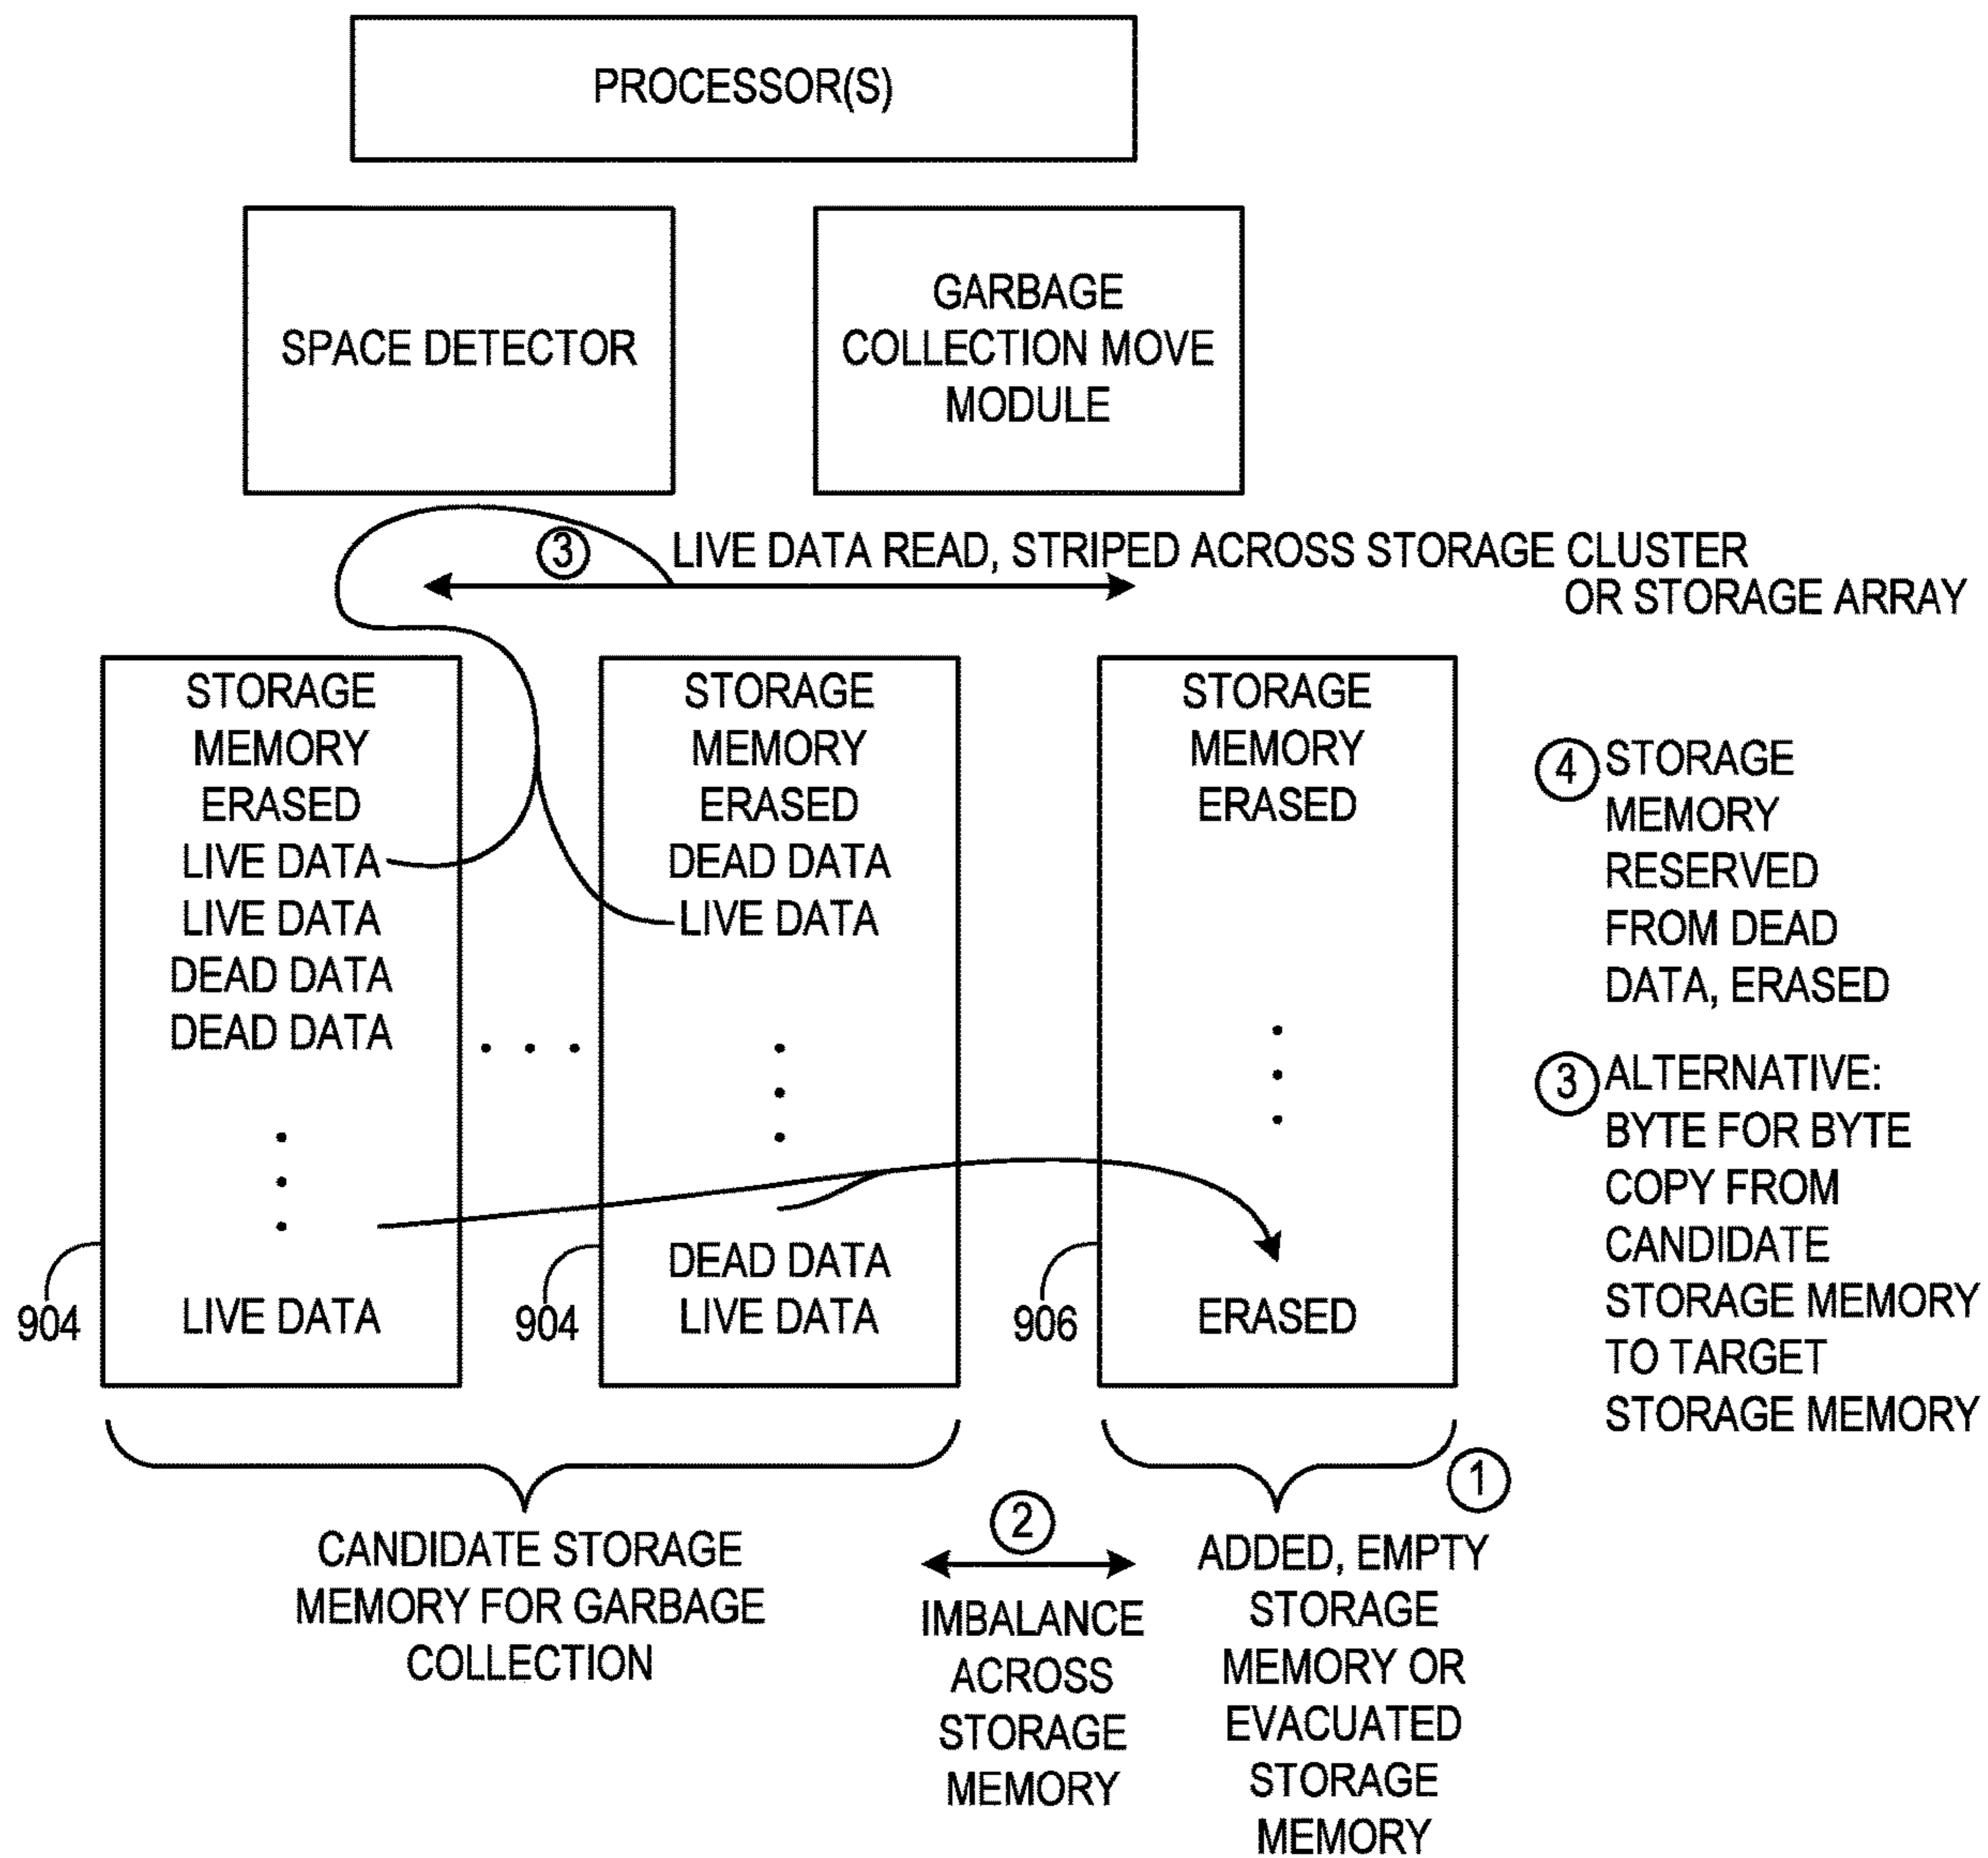 PROCESSOR(S)
SPACE DETECTOR
GARBAGE
COLLECTION MOVE
MODULE
3 LIVE DATA READ, STRIPED ACROSS STORAGE CLUSTER
OR STORAGE ARRAY
STORAGE
MEMORY
ERASED
LIVE DATA
LIVE DATA
DEAD DATA
DEAD DATA
LIVE DATA
904
. . .
STORAGE
MEMORY
ERASED
DEAD DATA
LIVE DATA
DEAD DATA
LIVE DATA
904
STORAGE
MEMORY
ERASED
ERASED
906
4 STORAGE
MEMORY
RESERVED
FROM DEAD
DATA, ERASED
3 ALTERNATIVE:
BYTE FOR BYTE
COPY FROM
CANDIDATE
STORAGE MEMORY
TO TARGET
STORAGE MEMORY
CANDIDATE STORAGE
MEMORY FOR GARBAGE
COLLECTION
2
IMBALANCE
ACROSS
STORAGE
MEMORY
1
ADDED, EMPTY
STORAGE
MEMORY OR
EVACUATED
STORAGE
MEMORY